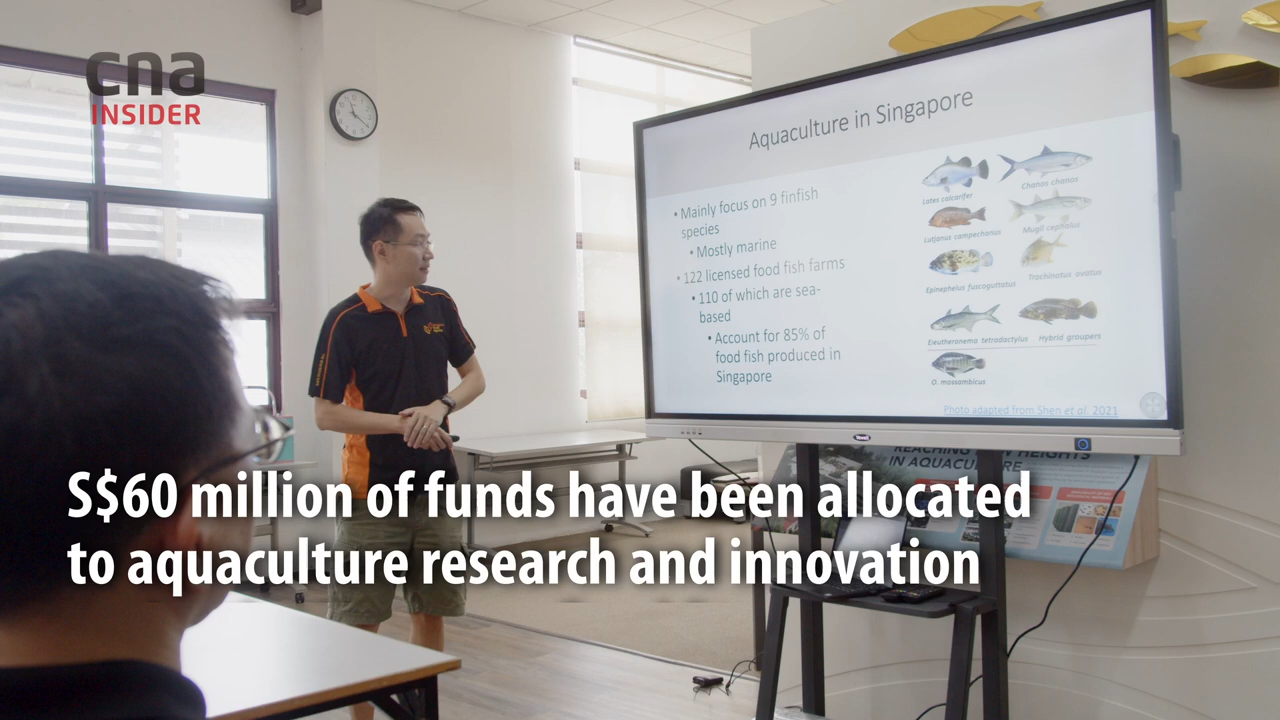 cna
INSIDER
Aquaculture in Singapore
• Mainly focus on 9 finfish
species
• Mostly marine
• 122 licensed food fish farms
• 110 of which are sea-
based
• Account for 85% of
food fish produced in
Singapore
Lates calcarifer
Chanos chanos
Lutjanus campechanus
Mugil cephalus
Epinephelus fuscoguttatus
Trachinotus ovatus
Eleutheronema tetradactylus
Hybrid groupers
O. mossambicus
Photo adapted from Shen et al. 2021
IN AQUACULTURE
S$60 million of funds have been allocated
to aquaculture research and innovation